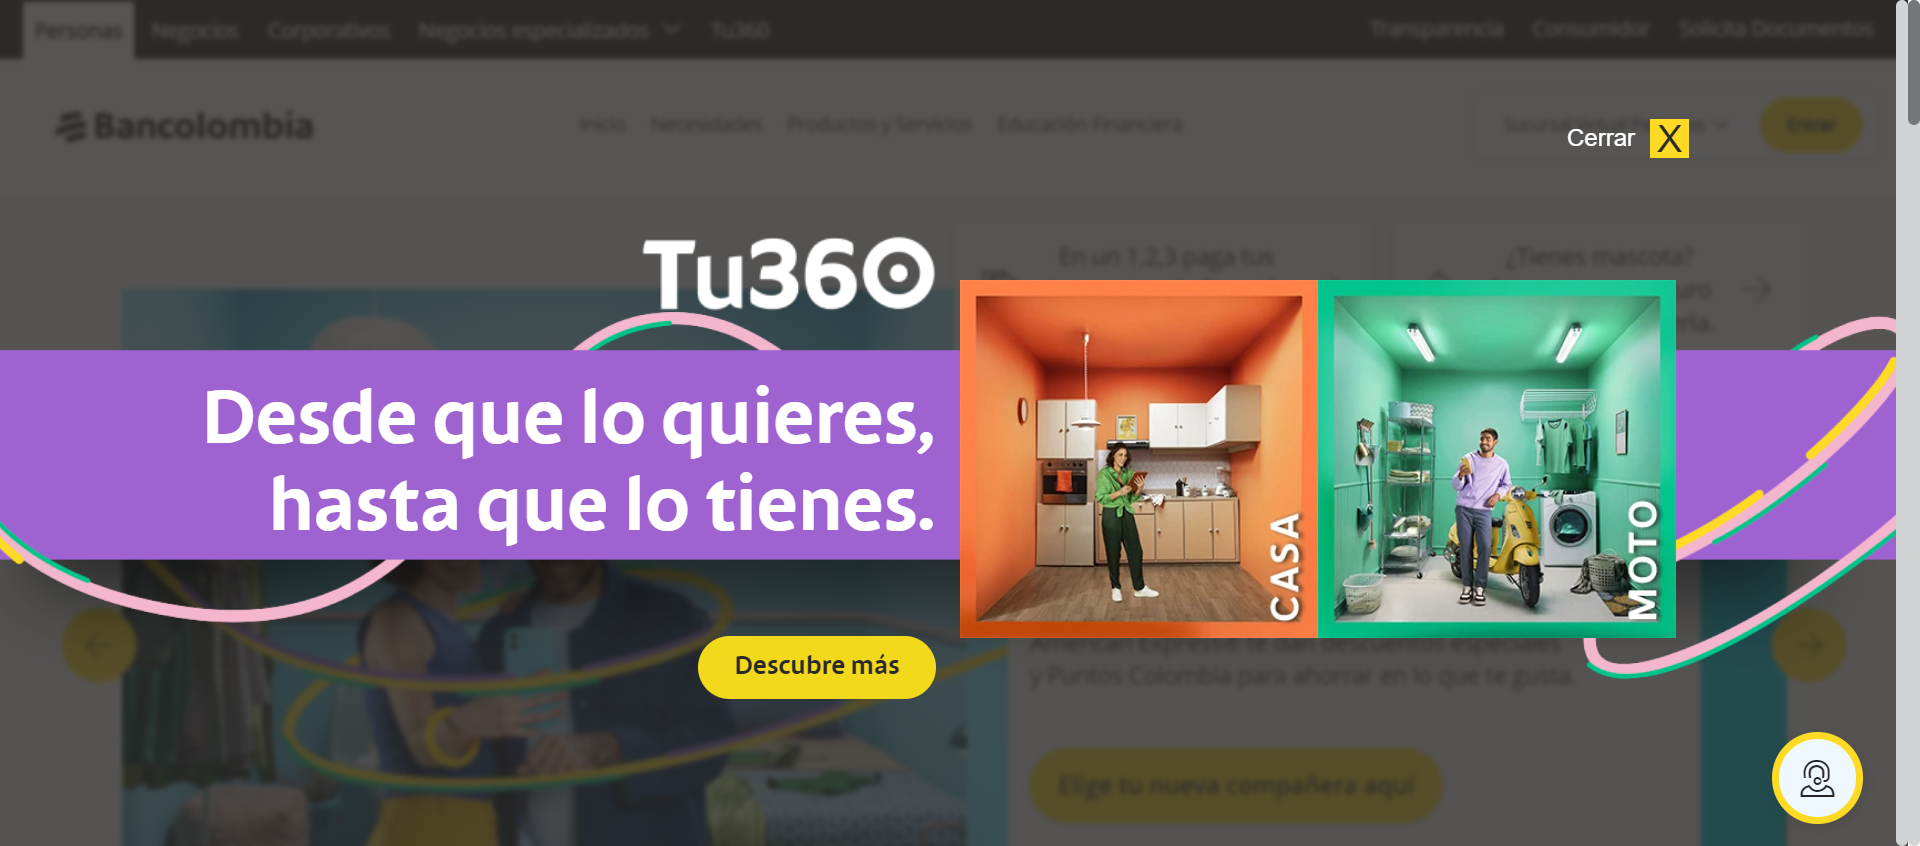 Personas Negocios Corporativos Negocios especializados Tu360 Transparencia Consumidor Solicita Documentos
Bancolombia Inicio Necesidades Productos y Servicios Educación Financiera Sucursal Virtual Entrar
Cerrar X
Tu360
En un 1,2,3 paga tus
¿Tienes mascota?
Desde que lo quieres,
hasta que lo tienes.
CASA
MOTO
Descubre más
American Express® te dan descuentos especiales
y Puntos Colombia para ahorrar en lo que te gusta.
Elige tu nueva compañera aquí